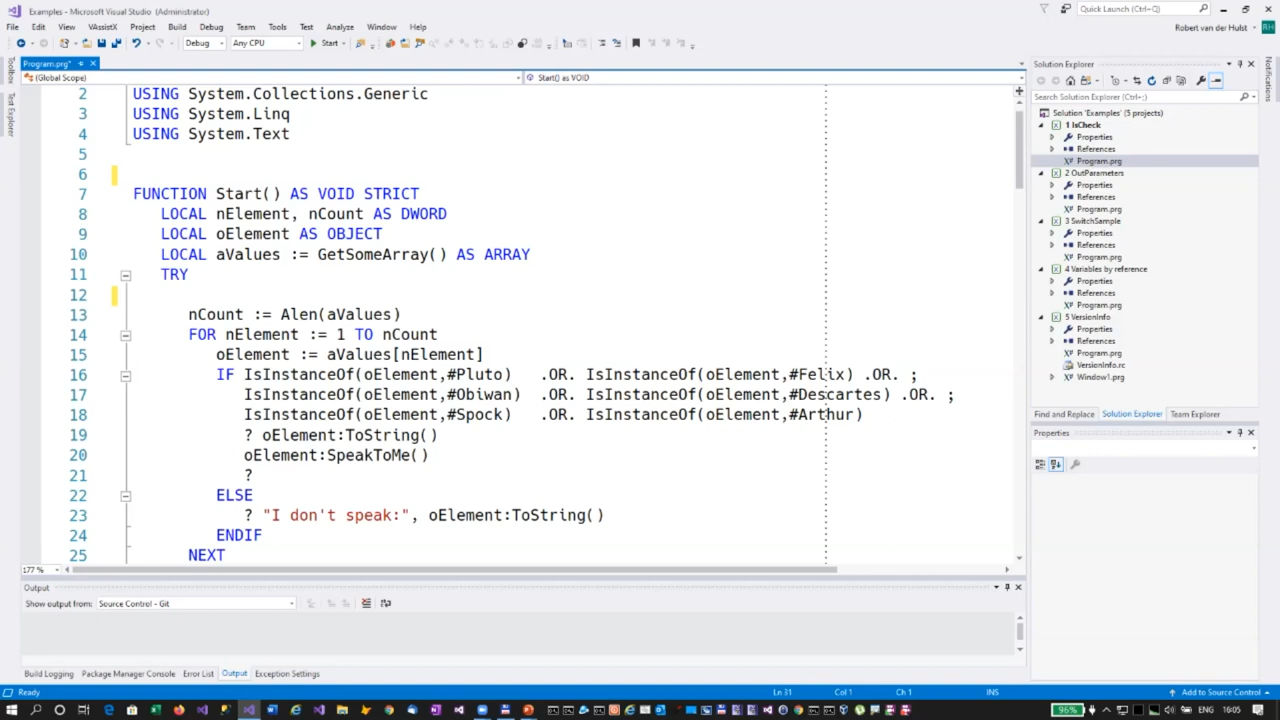 Examples - Microsoft Visual Studio (Administrator)
Quick Launch (Ctrl+Q)
File Edit View VAssistX Project Build Debug Team Tools Test Analyze Window Help
Robert van der Hulst RH
Debug Any CPU Start
Toolbox
Test Explorer
Program.prg*
(Global Scope)
Start() as VOID
2 USING System.Collections.Generic
3 USING System.Linq
4 USING System.Text
5
6
7 FUNCTION Start() AS VOID STRICT
8 LOCAL nElement, nCount AS DWORD
9 LOCAL oElement AS OBJECT
10 LOCAL aValues := GetSomeArray() AS ARRAY
11 TRY
12
13 nCount := Alen(aValues)
14 FOR nElement := 1 TO nCount
15 oElement := aValues[nElement]
16 IF IsInstanceOf(oElement,#Pluto) .OR. IsInstanceOf(oElement,#Felix) .OR. ;
17 IsInstanceOf(oElement,#Obiwan) .OR. IsInstanceOf(oElement,#Descartes) .OR. ;
18 IsInstanceOf(oElement,#Spock) .OR. IsInstanceOf(oElement,#Arthur)
19 ? oElement:ToString()
20 oElement:SpeakToMe()
21 ?
22 ELSE
23 ? "I don't speak:", oElement:ToString()
24 ENDIF
25 NEXT
177 %
Output
Show output from: Source Control - Git
Build Logging Package Manager Console Error List Output Exception Settings
Solution Explorer
Search Solution Explorer (Ctrl+;)
Solution 'Examples' (5 projects)
1 IsCheck
Properties
References
Program.prg
2 OutParameters
Properties
References
Program.prg
3 SwitchSample
Properties
References
Program.prg
4 Variables by reference
Properties
References
Program.prg
5 VersionInfo
Properties
References
Program.prg
VersionInfo.rc
Window1.prg
Find and Replace Solution Explorer Team Explorer
Properties
Notifications
Ready Ln 31 Col 1 Ch 1 INS Add to Source Control
96% ENG 16:05